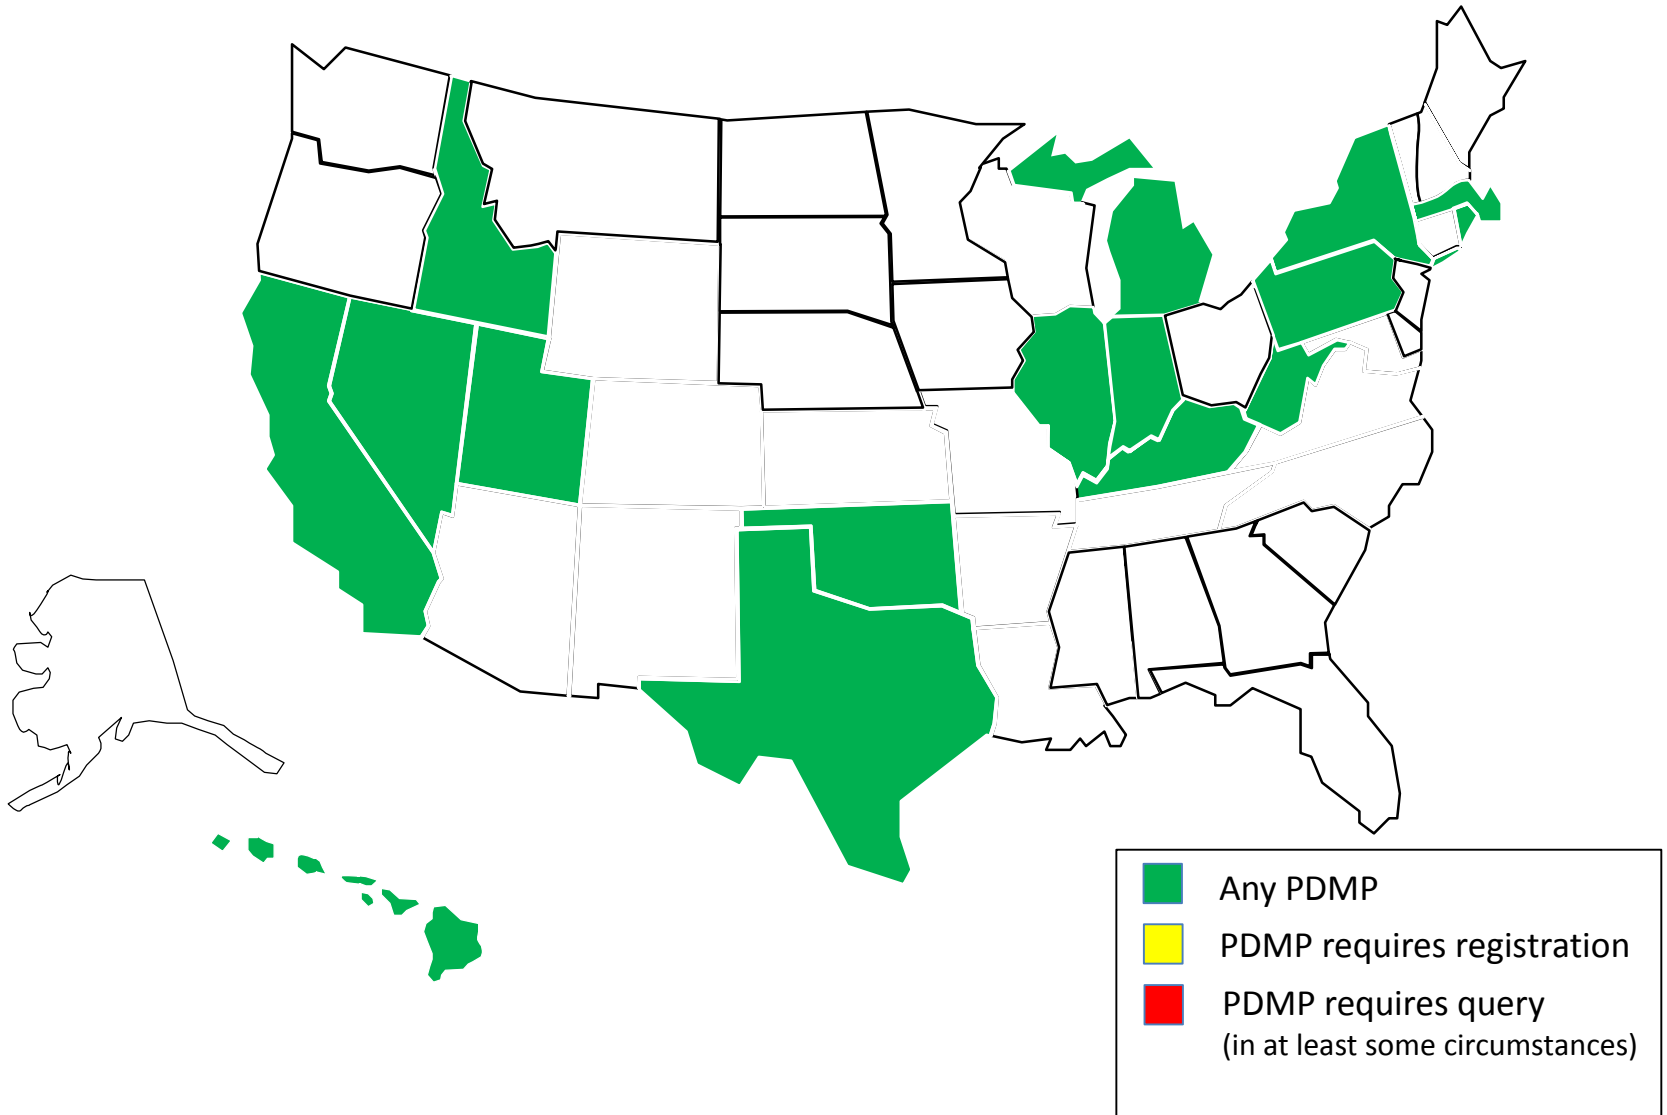 Any PDMP
PDMP requires registration
PDMP requires query
(in at least some circumstances)